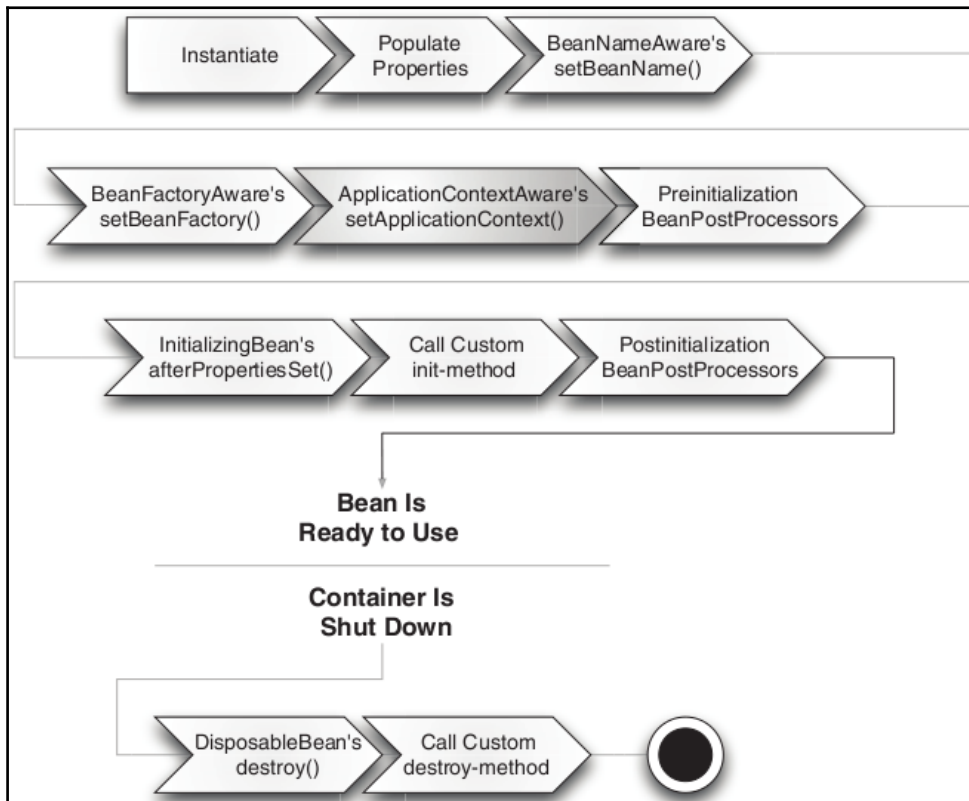 Instantiate
Populate
Properties
BeanNameAware's
setBeanName()
BeanFactoryAware's
setBeanFactory()
ApplicationContextAware's
setApplicationContext()
Preinitialization
BeanPostProcessors
InitializingBean's
afterPropertiesSet()
Call Custom
init-method
Postinitialization
BeanPostProcessors
Bean Is
Ready to Use
Container Is
Shut Down
DisposableBean's
destroy()
Call Custom
destroy-method